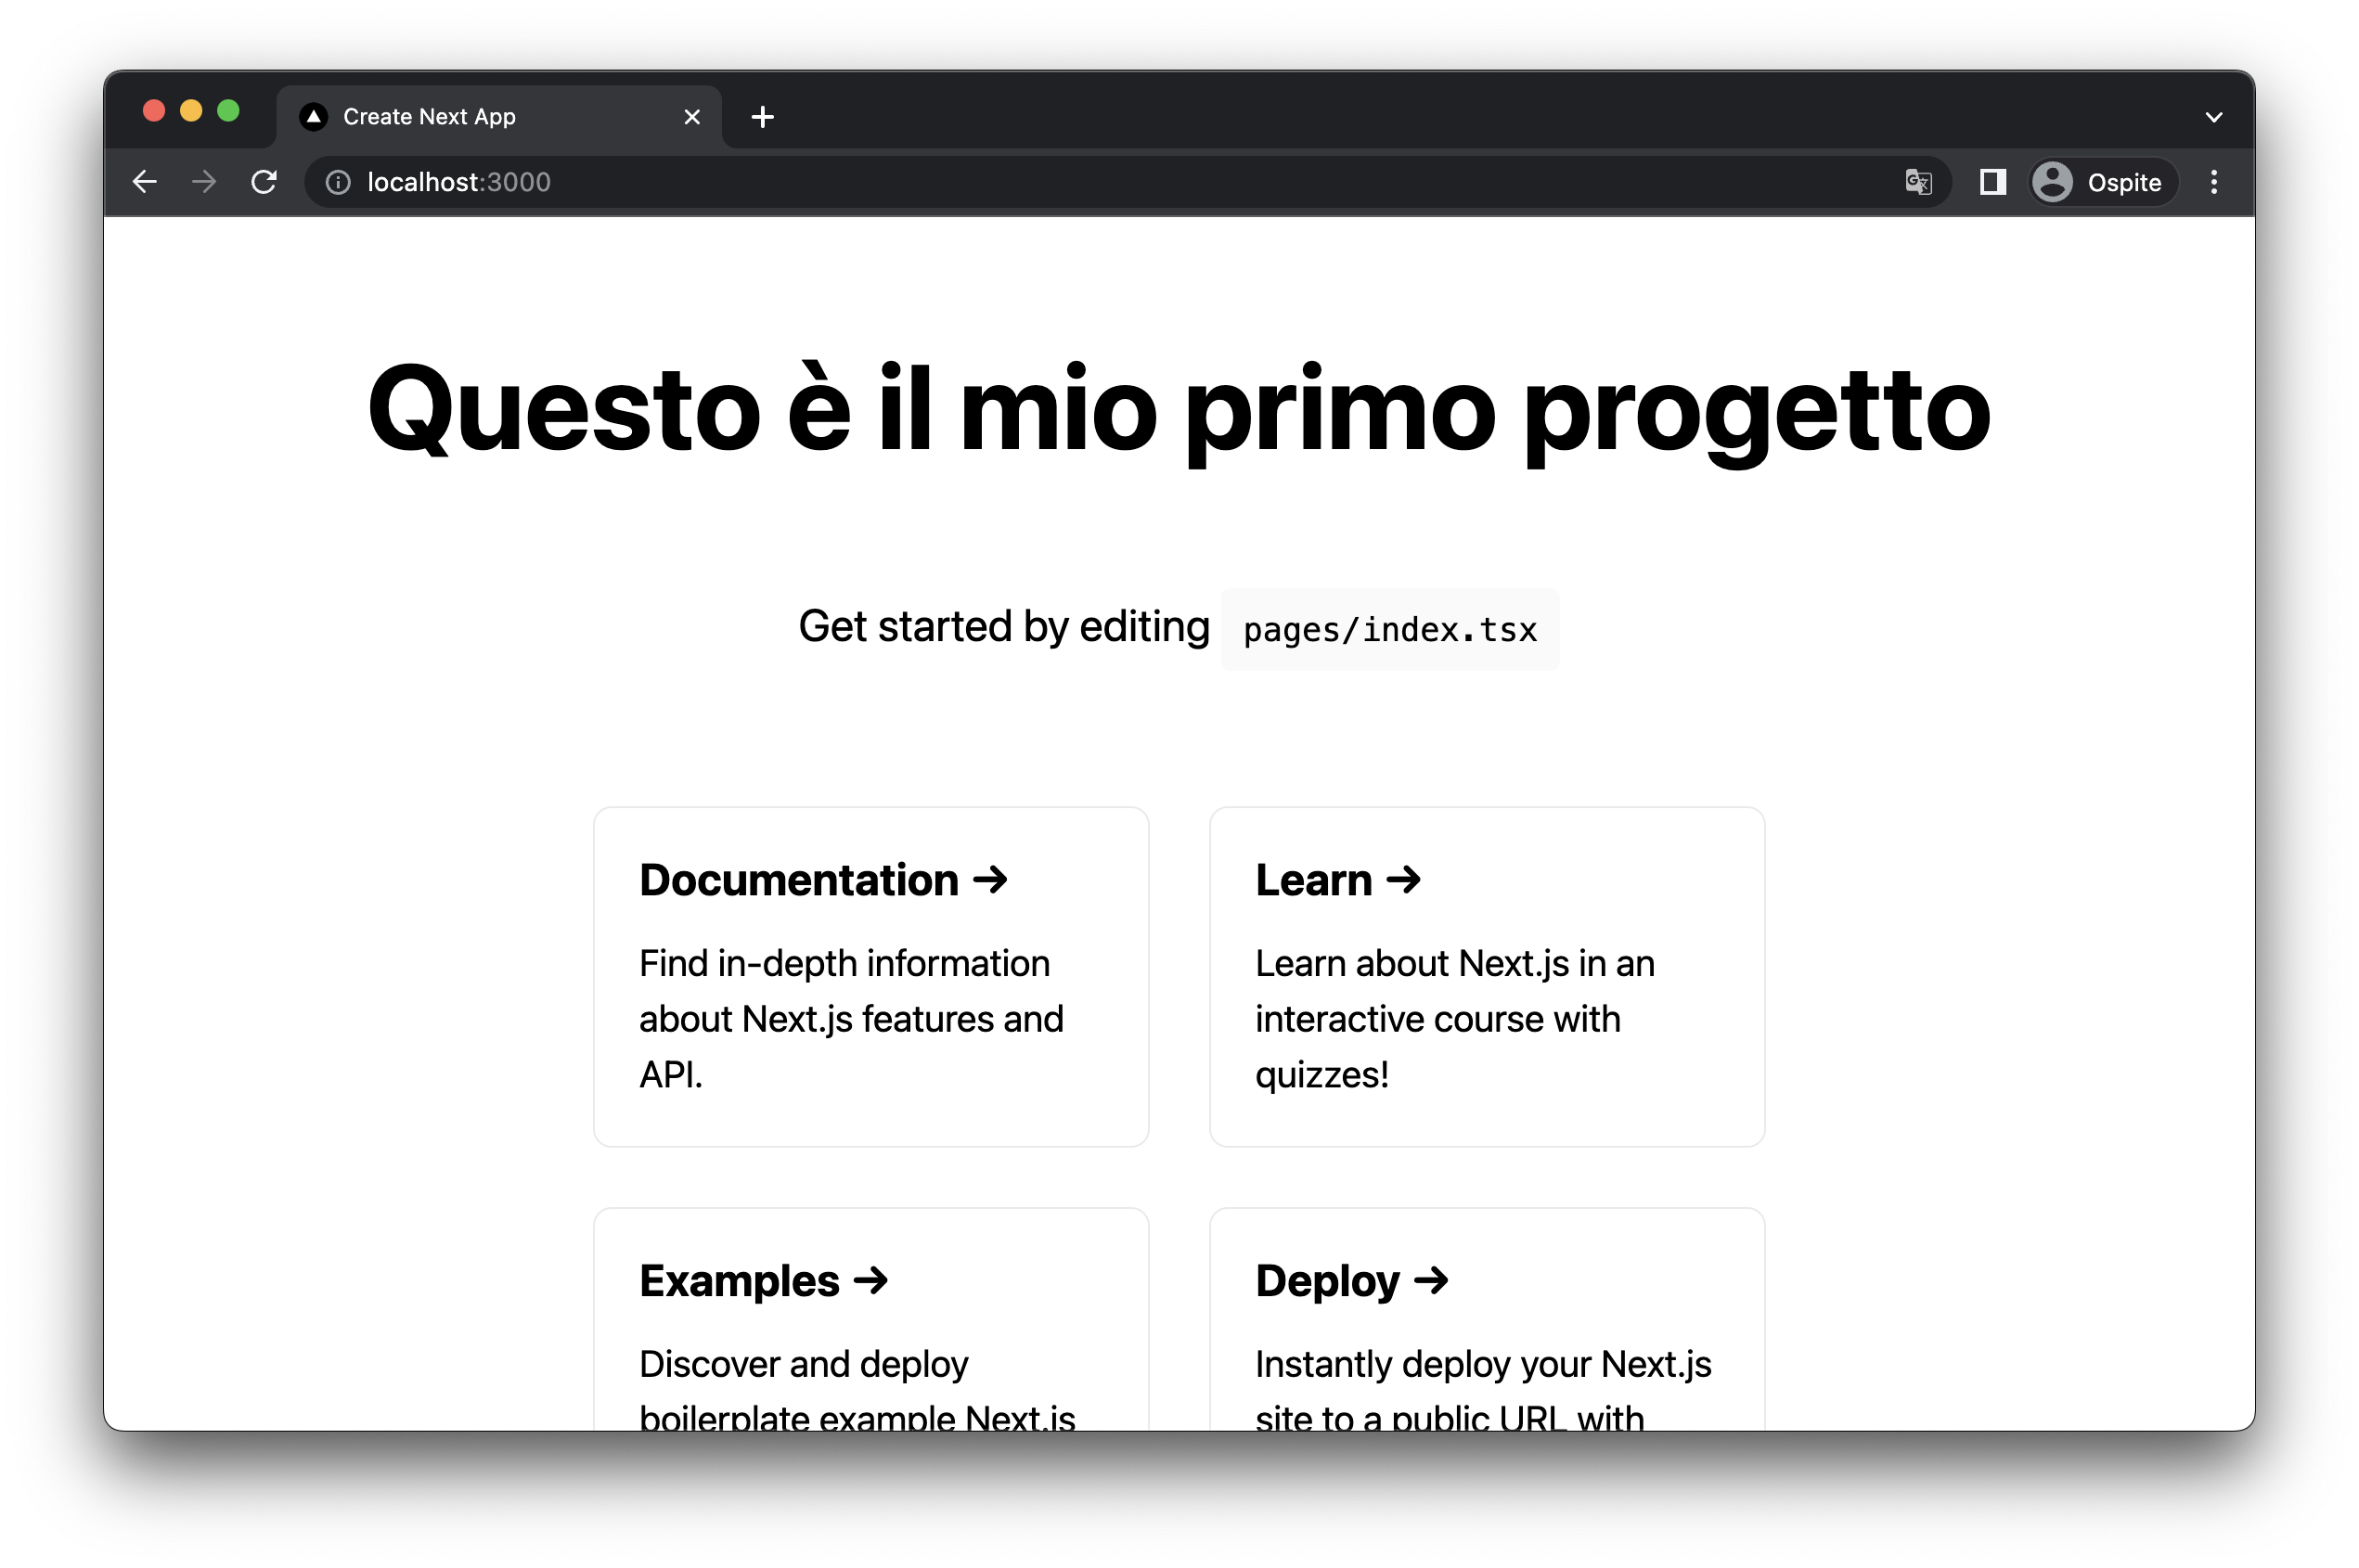 Create Next App
localhost:3000
Ospite
Questo è il mio primo progetto
Get started by editing pages/index.tsx
Documentation →
Find in-depth information
about Next.js features and
API.
Learn →
Learn about Next.js in an
interactive course with
quizzes!
Examples →
Discover and deploy
boilerplate example Next.js
Deploy →
Instantly deploy your Next.js
site to a public URL with